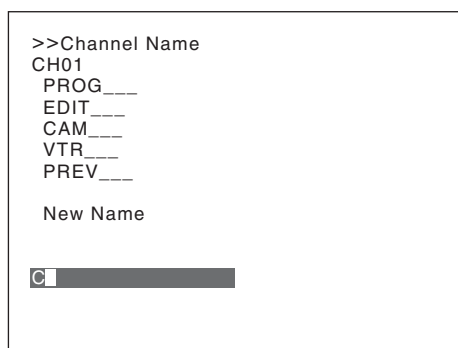 >>Channel Name
CH01
PROG___
EDIT___
CAM___
VTR___
PREV___
New Name
C